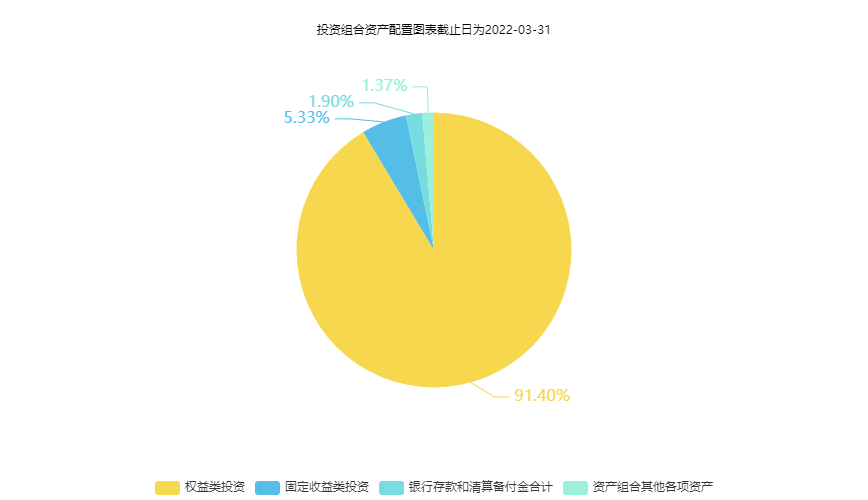 投资组合资产配置图表截止日为2022-03-31
1.37%
1.90%
5.33%
91.40%
权益类投资
固定收益类投资
银行存款和清算备付金合计
资产组合其他各项资产